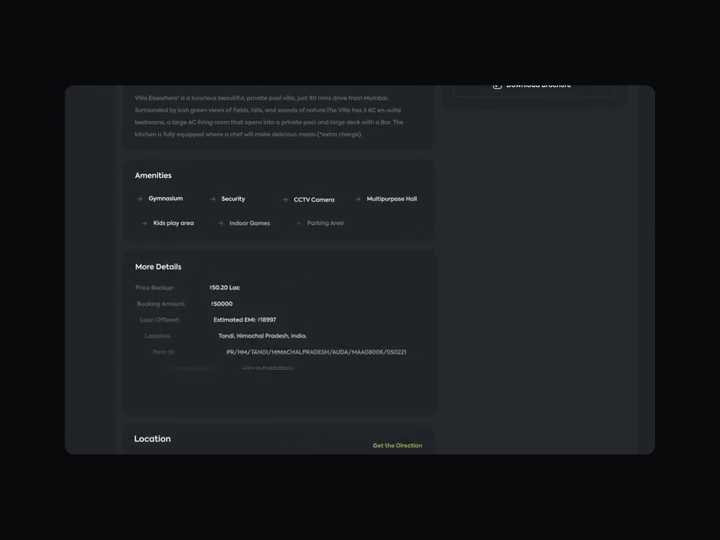 Download Brochure
Villa Elsewhere' is a luxurious beautiful, private pool villa, just 90 mins drive from Mumbai.
Surrounded by lush green views of fields, hills, and sounds of nature.The Villa has 3 AC en-suite
bedrooms, a large AC living room that opens into a private pool and large deck with a Bar. The
kitchen is fully equipped where a chef will make delicious meals (*extra charge).
Amenities
Gymnasium Security CCTV Camera Multipurpose Hall
Kids play area Indoor Games Parking Area
More Details
Price Bookup: ₹50.20 Lac
Booking Amount: ₹50000
Loan Offered: Estimated EMI: ₹18997
Location: Tandi, Himachal Pradesh, India.
Item ID: PR/HM/TANDI/HIMACHALPRADESH/AUDA/MAA08006/050221
Location
Get the Direction